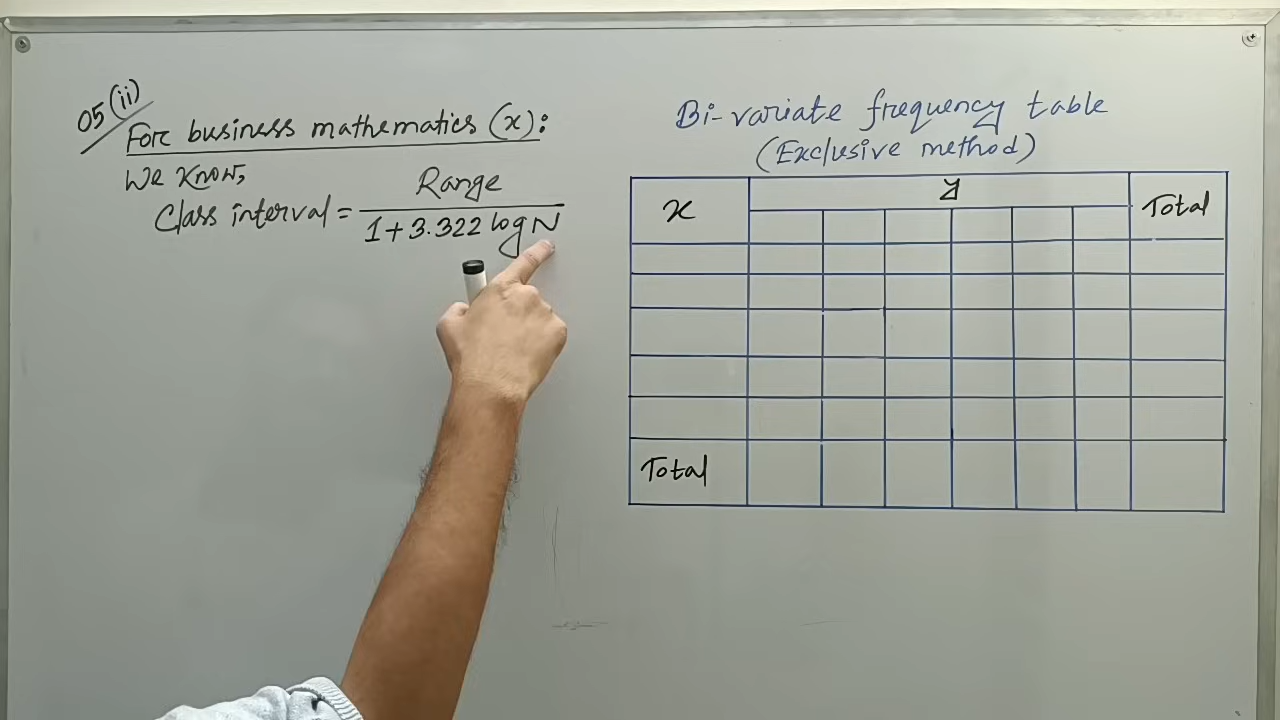 05 (ii)
Forc business mathematics (x):
We know,
Class interval = Range / 1+3.322 log N
Bi-variate frequency table
(Exclusive method)
x y Total
Total